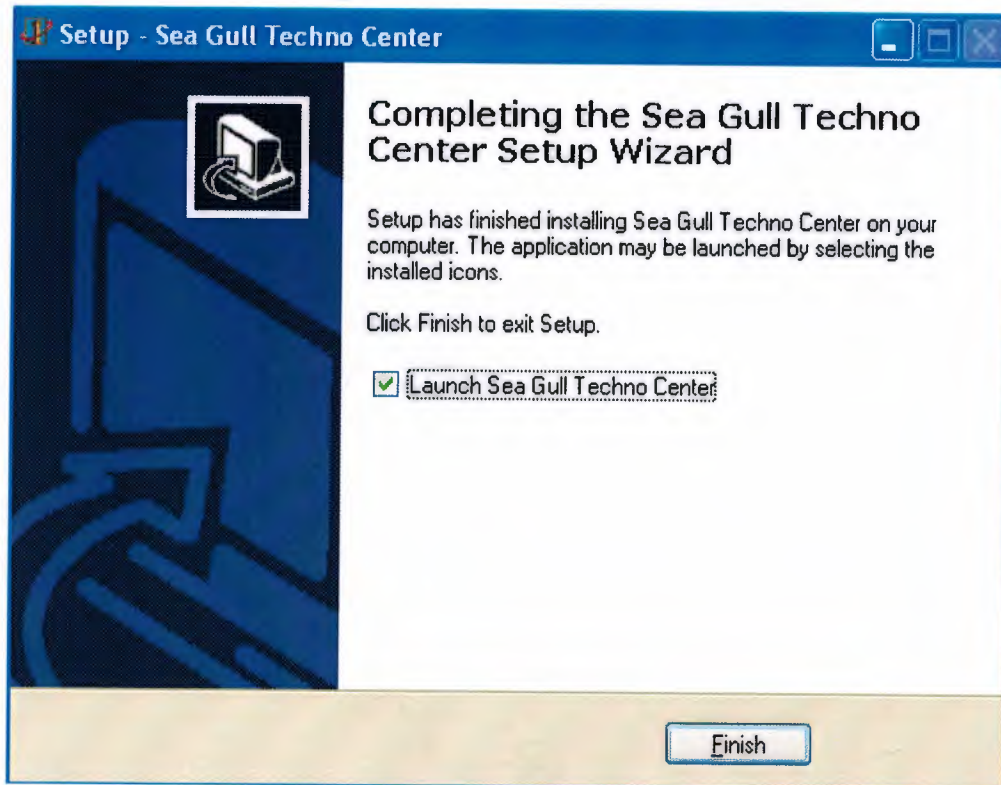 Setup - Sea Gull Techno Center
Completing the Sea Gull Techno
Center Setup Wizard
Setup has finished installing Sea Gull Techno Center on your
computer. The application may be launched by selecting the
installed icons.
Click Finish to exit Setup.
Launch Sea Gull Techno Center
Finish